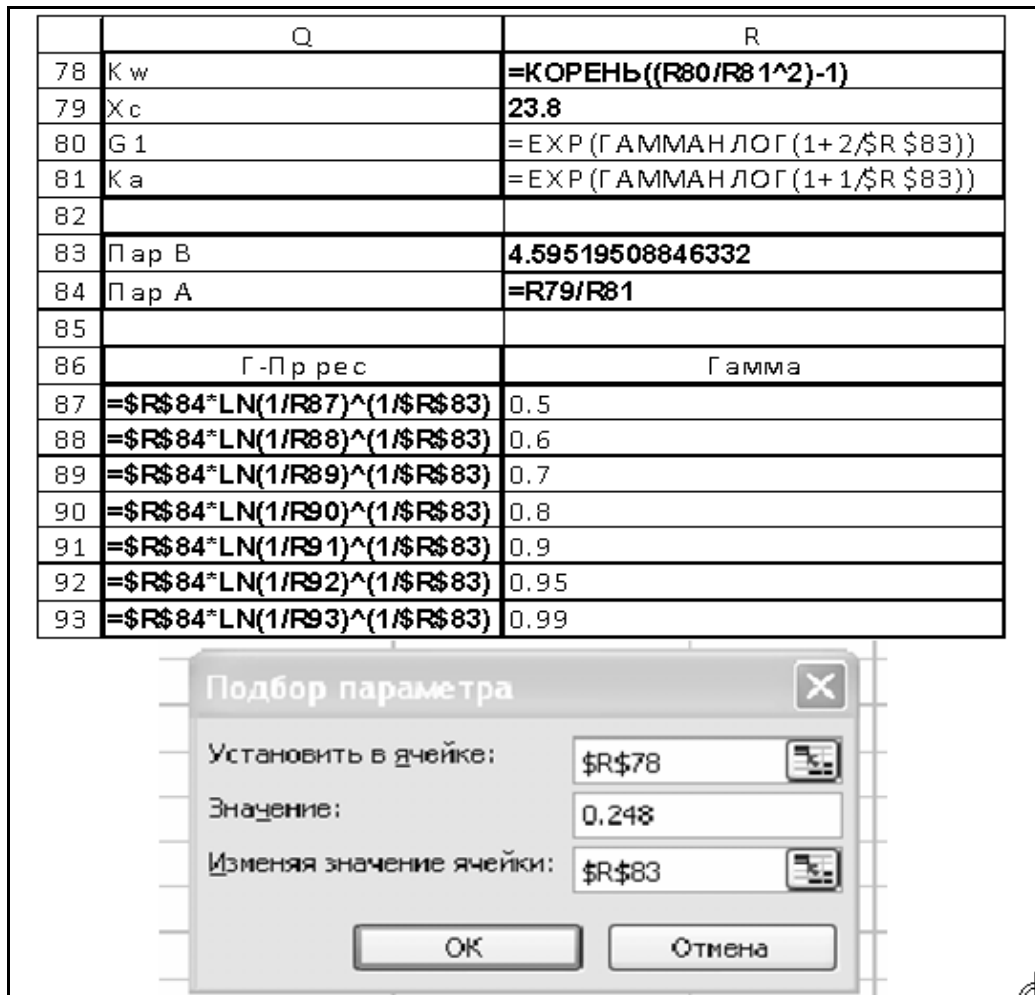 Q R
78 Kw =КОРЕНЬ((R80/R81^2)-1)
79 Xc 23.8
80 G1 =EXP(ГАММАНЛОГ(1+2/$R$83))
81 Ka =EXP(ГАММАНЛОГ(1+1/$R$83))
82
83 Пар B 4.59519508846332
84 Пар A =R79/R81
85
86 Г-Пр рес Гамма
87 =$R$84*LN(1/R87)^(1/$R$83) 0.5
88 =$R$84*LN(1/R88)^(1/$R$83) 0.6
89 =$R$84*LN(1/R89)^(1/$R$83) 0.7
90 =$R$84*LN(1/R90)^(1/$R$83) 0.8
91 =$R$84*LN(1/R91)^(1/$R$83) 0.9
92 =$R$84*LN(1/R92)^(1/$R$83) 0.95
93 =$R$84*LN(1/R93)^(1/$R$83) 0.99
Подбор параметра
Установить в ячейке: $R$78
Значение: 0.248
Изменяя значение ячейки: $R$83
ОК Отмена